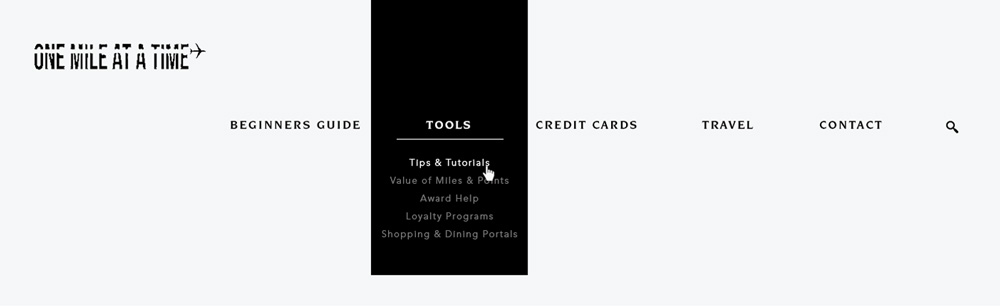 ONE MILE AT A TIME
BEGINNERS GUIDE TOOLS CREDIT CARDS TRAVEL CONTACT
Tips & Tutorials
Value of Miles & Points
Award Help
Loyalty Programs
Shopping & Dining Portals